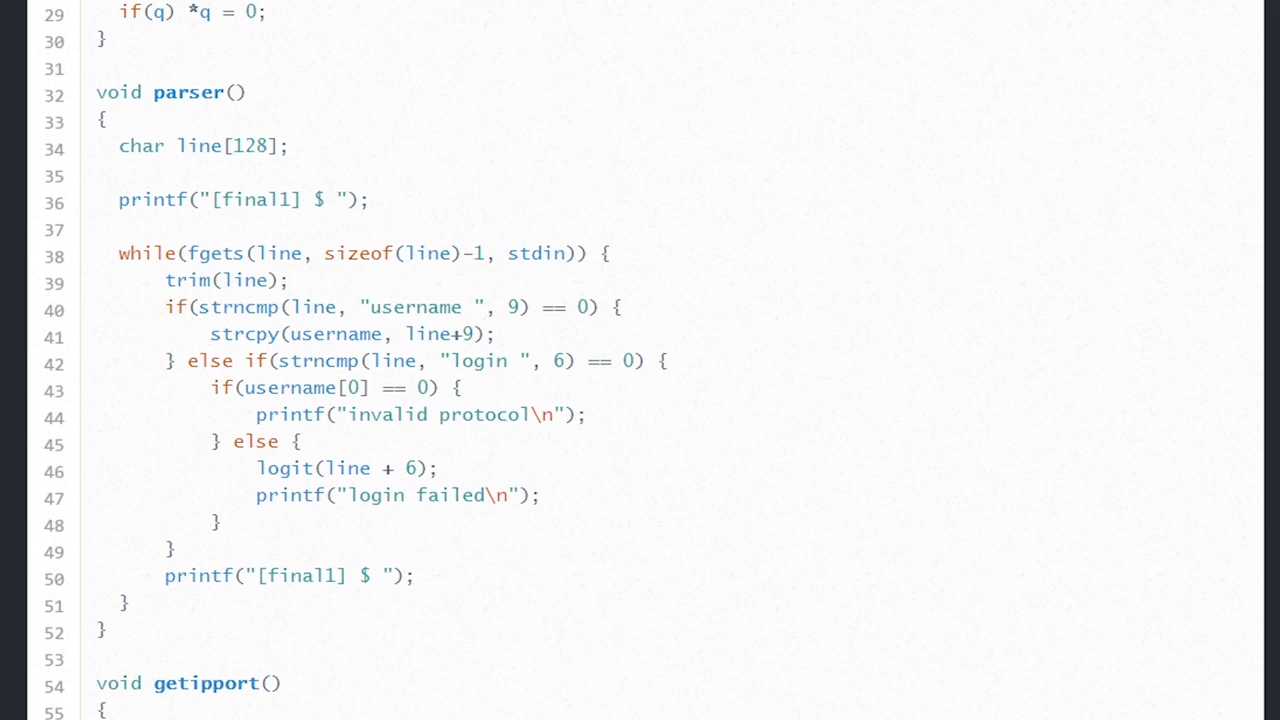 29 if(q) *q = 0;
30 }
31
32 void parser()
33 {
34 char line[128];
35
36 printf("[final1] $ ");
37
38 while(fgets(line, sizeof(line)-1, stdin)) {
39 trim(line);
40 if(strncmp(line, "username ", 9) == 0) {
41 strcpy(username, line+9);
42 } else if(strncmp(line, "login ", 6) == 0) {
43 if(username[0] == 0) {
44 printf("invalid protocol\n");
45 } else {
46 logit(line + 6);
47 printf("login failed\n");
48 }
49 }
50 printf("[final1] $ ");
51 }
52 }
53
54 void getipport()
55 {